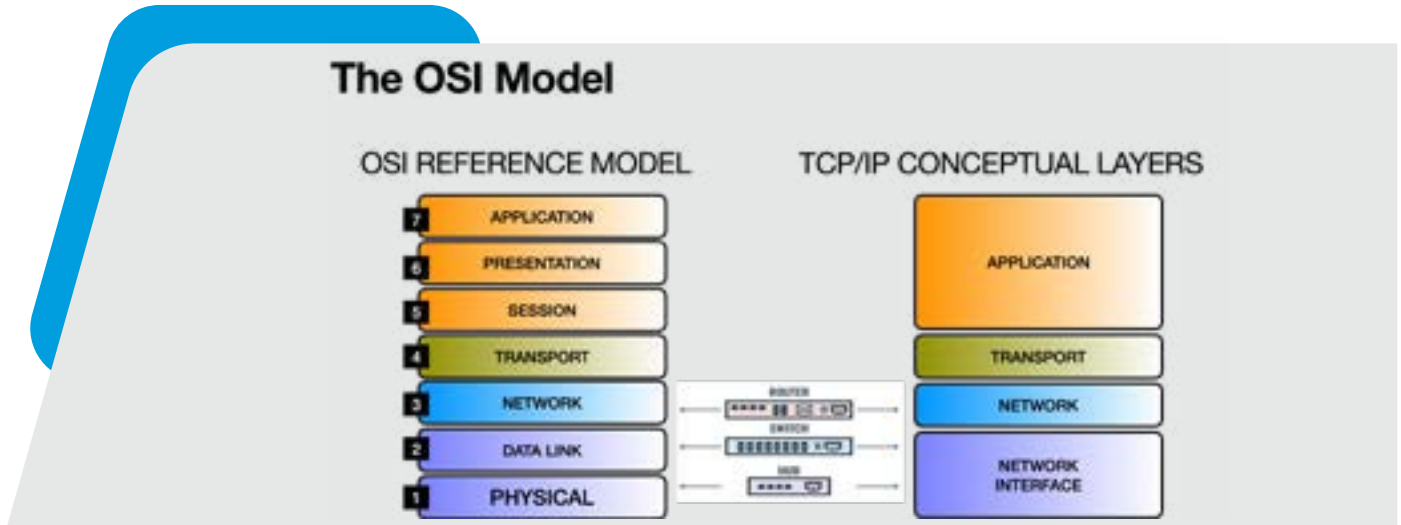 The OSI Model
OSI REFERENCE MODEL
7 APPLICATION
6 PRESENTATION
5 SESSION
4 TRANSPORT
3 NETWORK
2 DATA LINK
1 PHYSICAL
ROUTER
SWITCH
HUB
TCP/IP CONCEPTUAL LAYERS
APPLICATION
TRANSPORT
NETWORK
NETWORK
INTERFACE